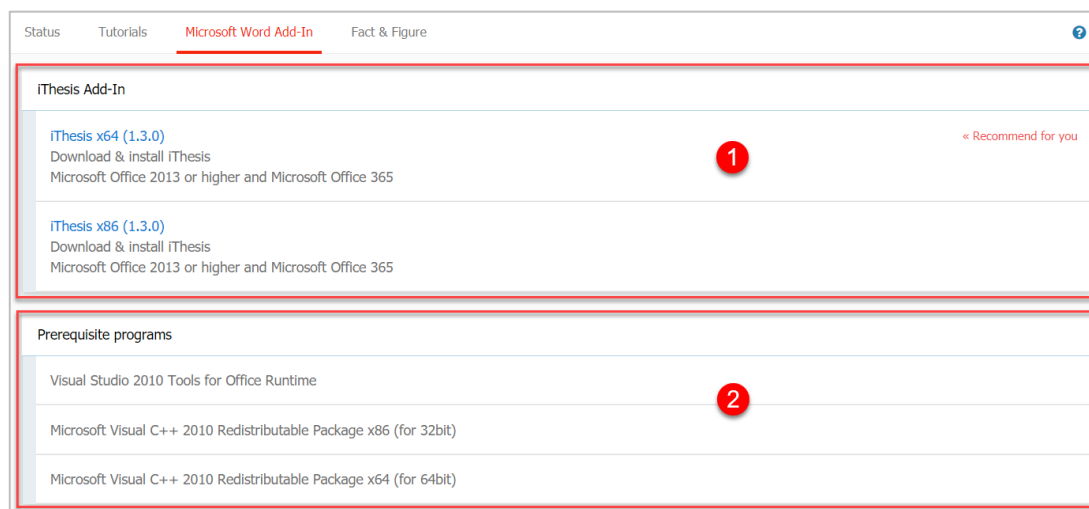 Status Tutorials Microsoft Word Add-In Fact & Figure ?
iThesis Add-In
iThesis x64 (1.3.0) « Recommend for you
Download & install iThesis
Microsoft Office 2013 or higher and Microsoft Office 365
1
iThesis x86 (1.3.0)
Download & install iThesis
Microsoft Office 2013 or higher and Microsoft Office 365
Prerequisite programs
Visual Studio 2010 Tools for Office Runtime
2
Microsoft Visual C++ 2010 Redistributable Package x86 (for 32bit)
Microsoft Visual C++ 2010 Redistributable Package x64 (for 64bit)